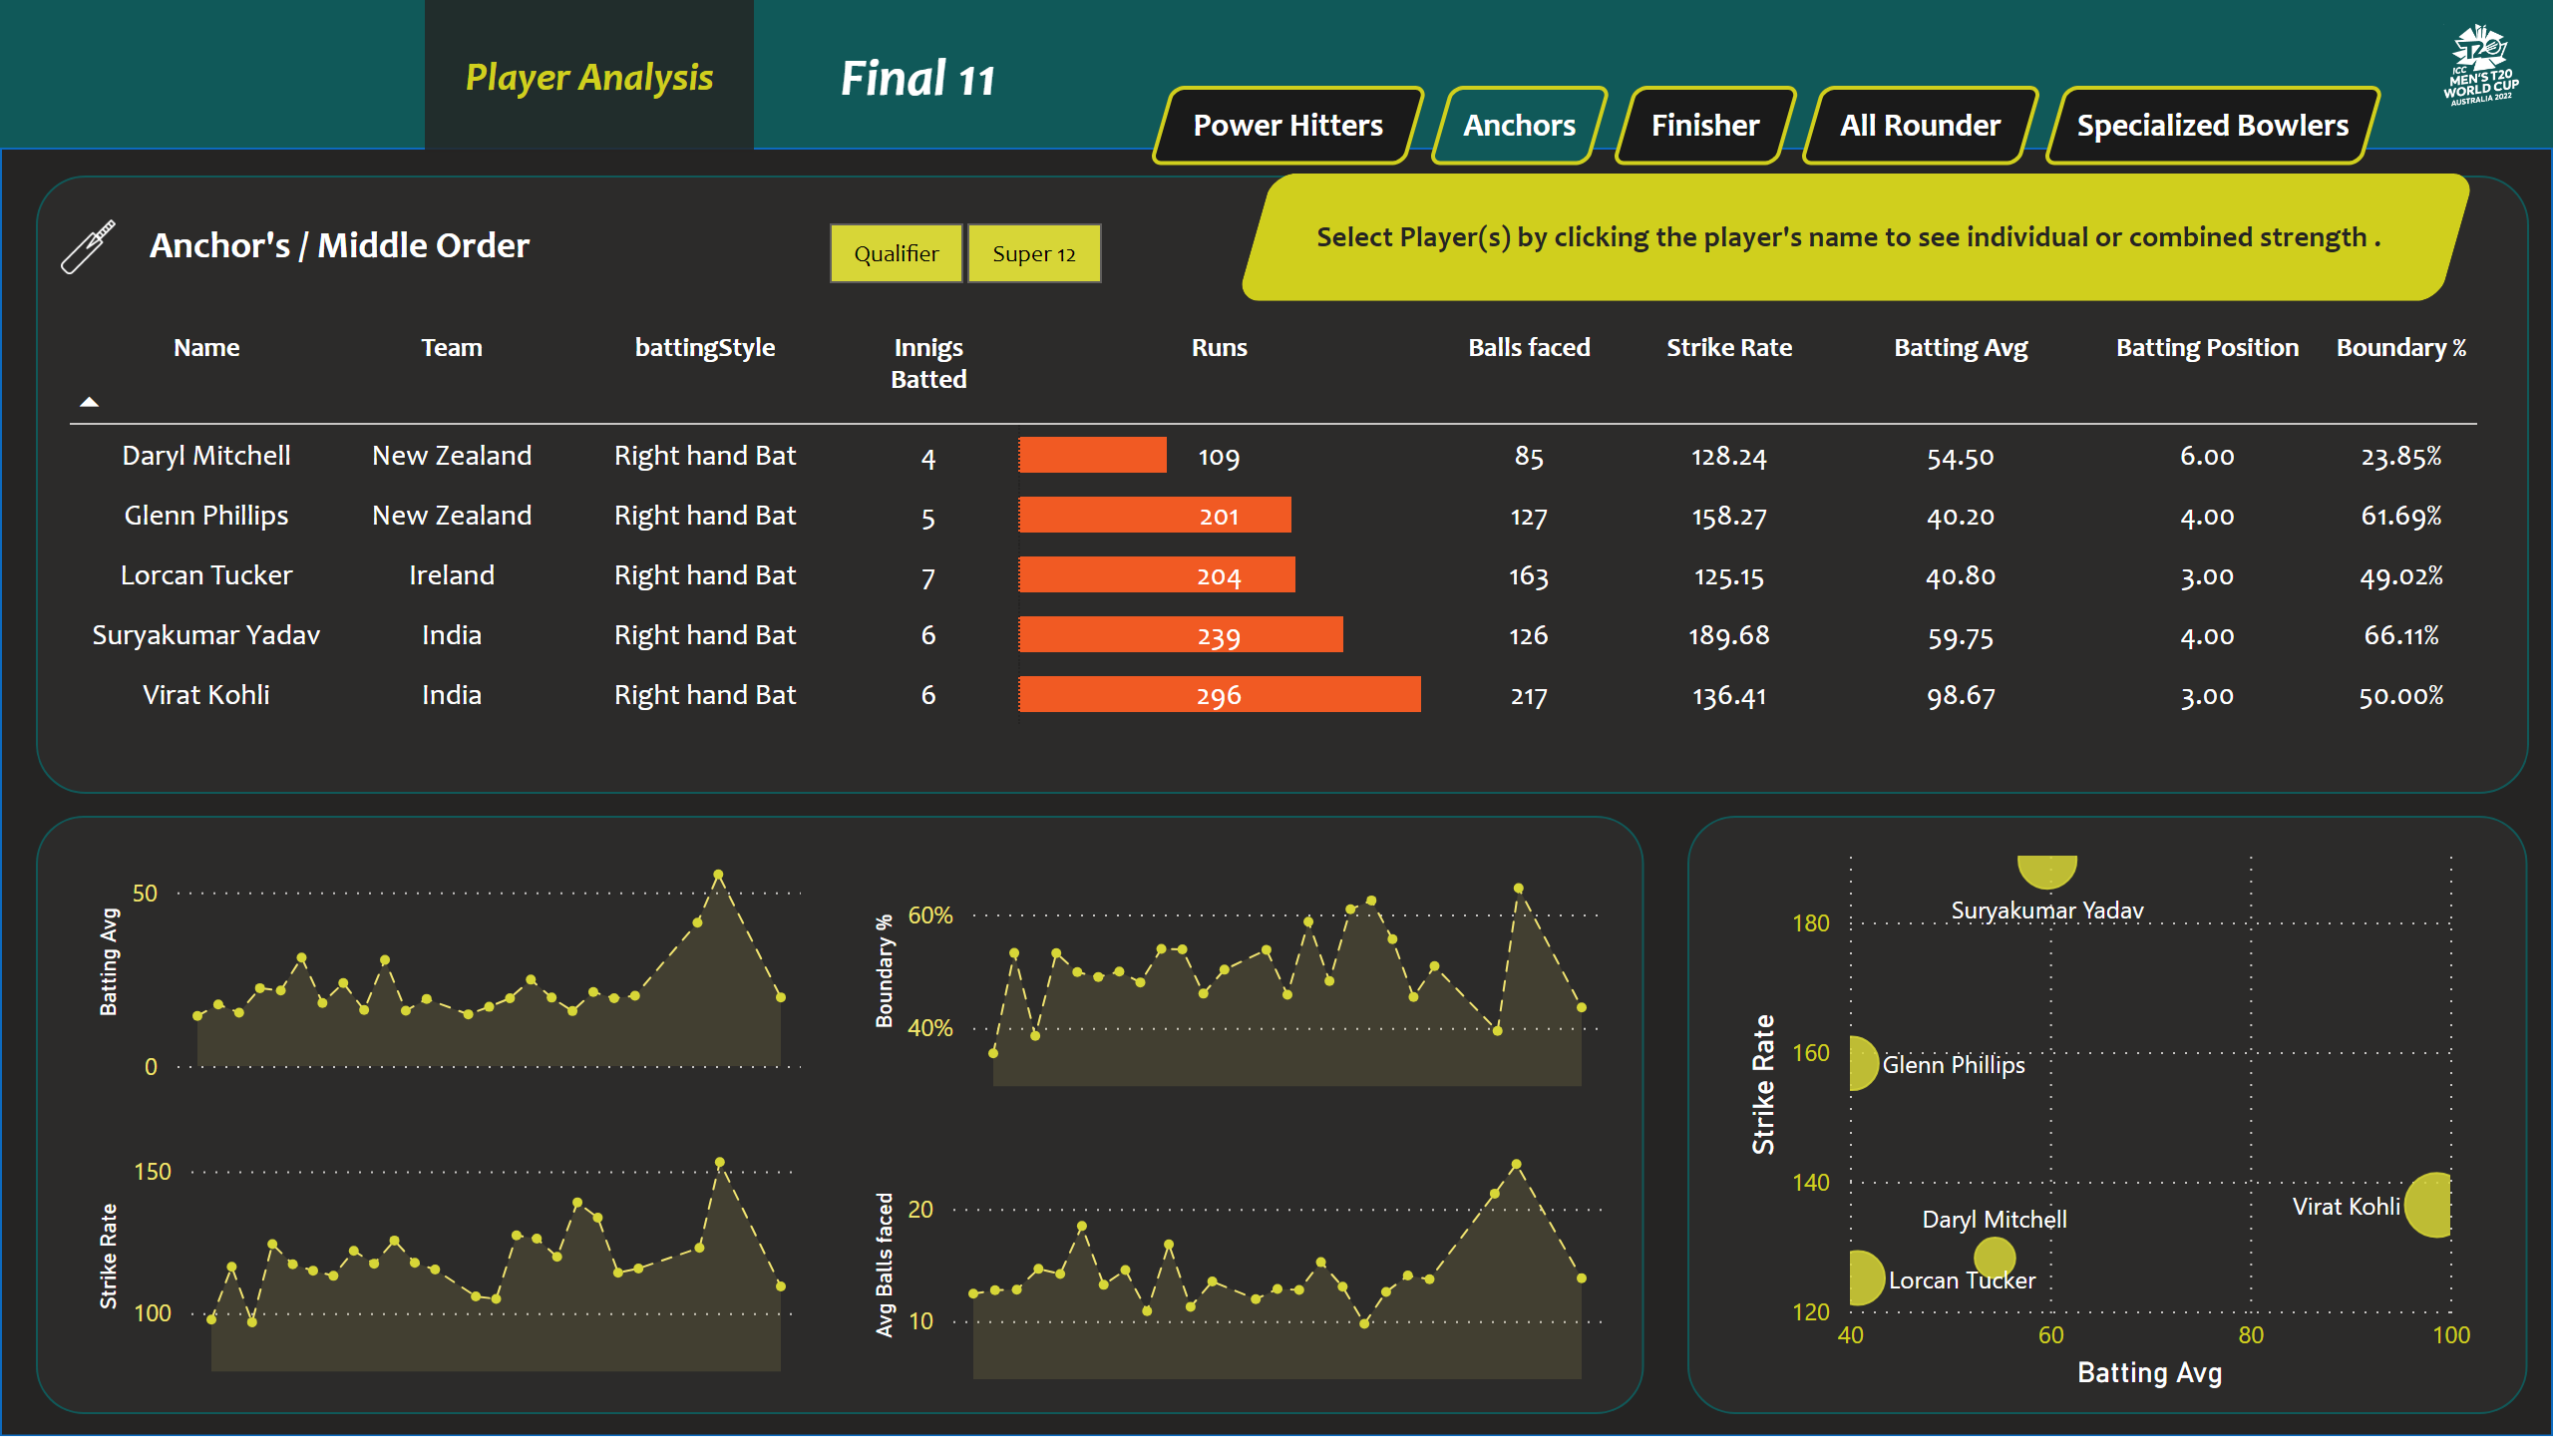 Player Analysis
Final 11
Power Hitters
Anchors
Finisher
All Rounder
Specialized Bowlers
ICC
MEN'S T20
WORLD CUP
AUSTRALIA 2022
Anchor's / Middle Order
Qualifier
Super 12
Select Player(s) by clicking the player's name to see individual or combined strength .
Name Team battingStyle Innigs Batted Runs Balls faced Strike Rate Batting Avg Batting Position Boundary %
Daryl Mitchell New Zealand Right hand Bat 4 109 85 128.24 54.50 6.00 23.85%
Glenn Phillips New Zealand Right hand Bat 5 201 127 158.27 40.20 4.00 61.69%
Lorcan Tucker Ireland Right hand Bat 7 204 163 125.15 40.80 3.00 49.02%
Suryakumar Yadav India Right hand Bat 6 239 126 189.68 59.75 4.00 66.11%
Virat Kohli India Right hand Bat 6 296 217 136.41 98.67 3.00 50.00%
Batting Avg
50
0
Boundary %
60%
40%
Strike Rate
150
100
Avg Balls faced
20
10
Strike Rate
180
160
140
120
40 60 80 100
Batting Avg
Suryakumar Yadav
Glenn Phillips
Virat Kohli
Daryl Mitchell
Lorcan Tucker